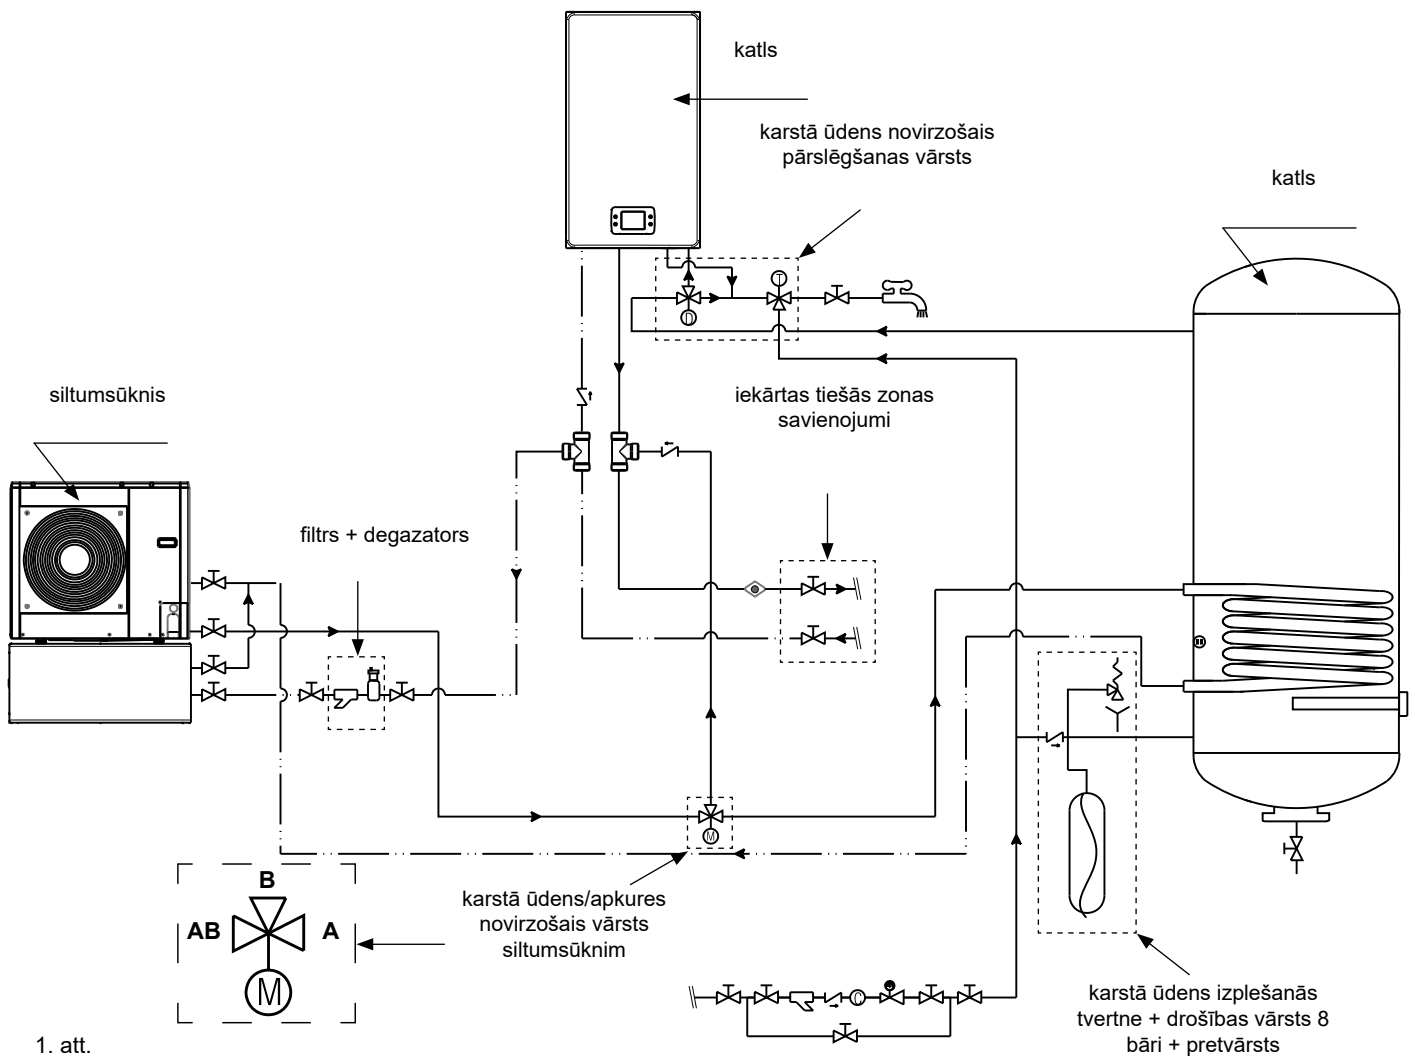 katls
karstā ūdens novirzošais
pārslēgšanas vārsts
katls
T
D
iekārtas tiešās zonas
savienojumi
siltumsūknis
filtrs + degazators
M
karstā ūdens/apkures
novirzošais vārsts
siltumsūknim
B
AB
A
M
C
karstā ūdens izplešanās
tvertne + drošības vārsts 8
bāri + pretvārsts
1. att.